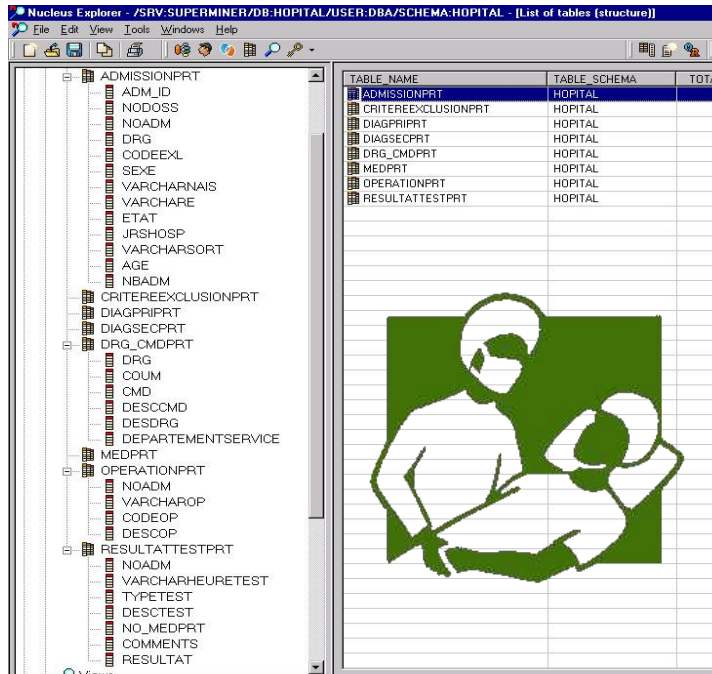 Nucleus Explorer - /SRV:SUPERMINER/DB:HOPITAL/USER:DBA/SCHEMA:HOPITAL - [List of tables (structure)]
File Edit View Tools Windows Help
ADMISSIONPRT
ADM_ID
NODOSS
NOADM
DRG
CODEEXL
SEXE
VARCHARNAIS
VARCHARE
ETAT
JRSHOSP
VARCHARSORT
AGE
NBADM
CRITEREEXCLUSIONPRT
DIAGPRIPRT
DIAGSECPRT
DRG_CMDPRT
DRG
COUM
CMD
DESCCMD
DESDRG
DEPARTEMENTSERVICE
MEDPRT
OPERATIONPRT
NOADM
VARCHAROP
CODEOP
DESCOP
RESULTATTESTPRT
NOADM
VARCHARHEURETEST
TYPETEST
DESCTEST
NO_MEDPRT
COMMENTS
RESULTAT
Views
TABLE_NAME TABLE_SCHEMA TOTA
ADMISSIONPRT HOPITAL
CRITEREEXCLUSIONPRT HOPITAL
DIAGPRIPRT HOPITAL
DIAGSECPRT HOPITAL
DRG_CMDPRT HOPITAL
MEDPRT HOPITAL
OPERATIONPRT HOPITAL
RESULTATTESTPRT HOPITAL